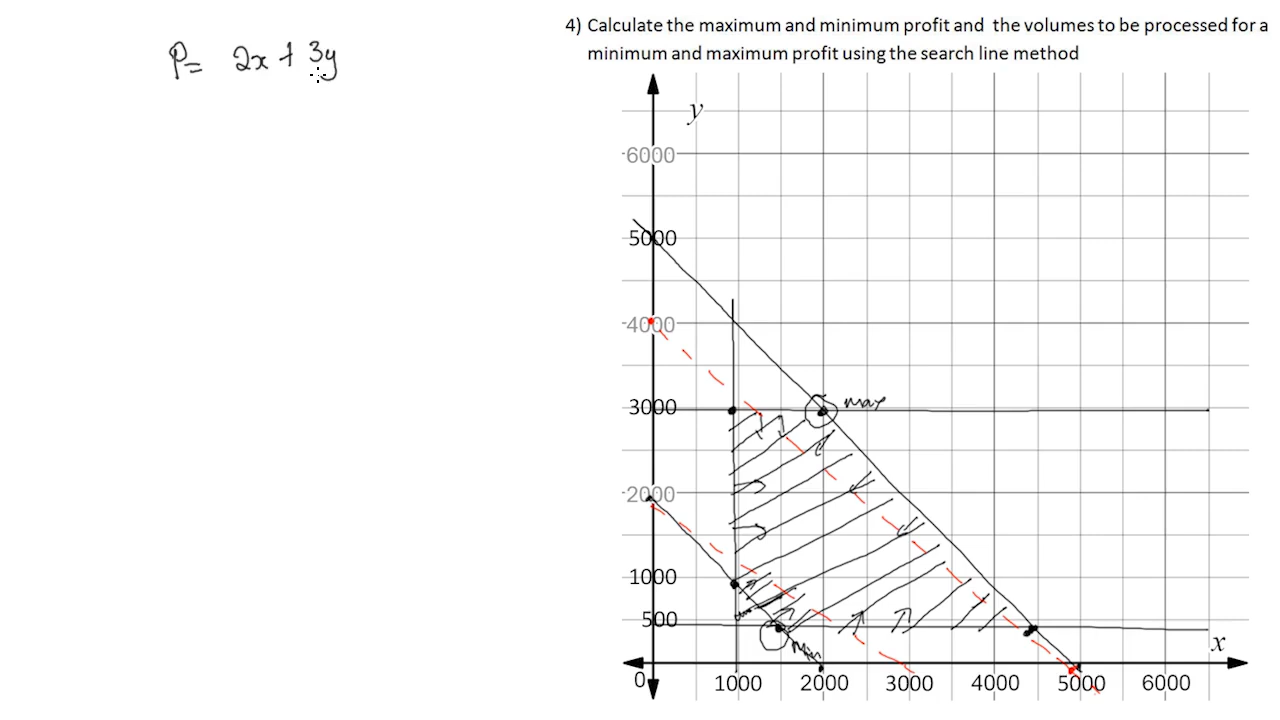 P= 2x + 3y
4) Calculate the maximum and minimum profit and the volumes to be processed for a
minimum and maximum profit using the search line method
y
6000
5000
4000
3000
max
2000
1000
500
min
x
0 1000 2000 3000 4000 5000 6000